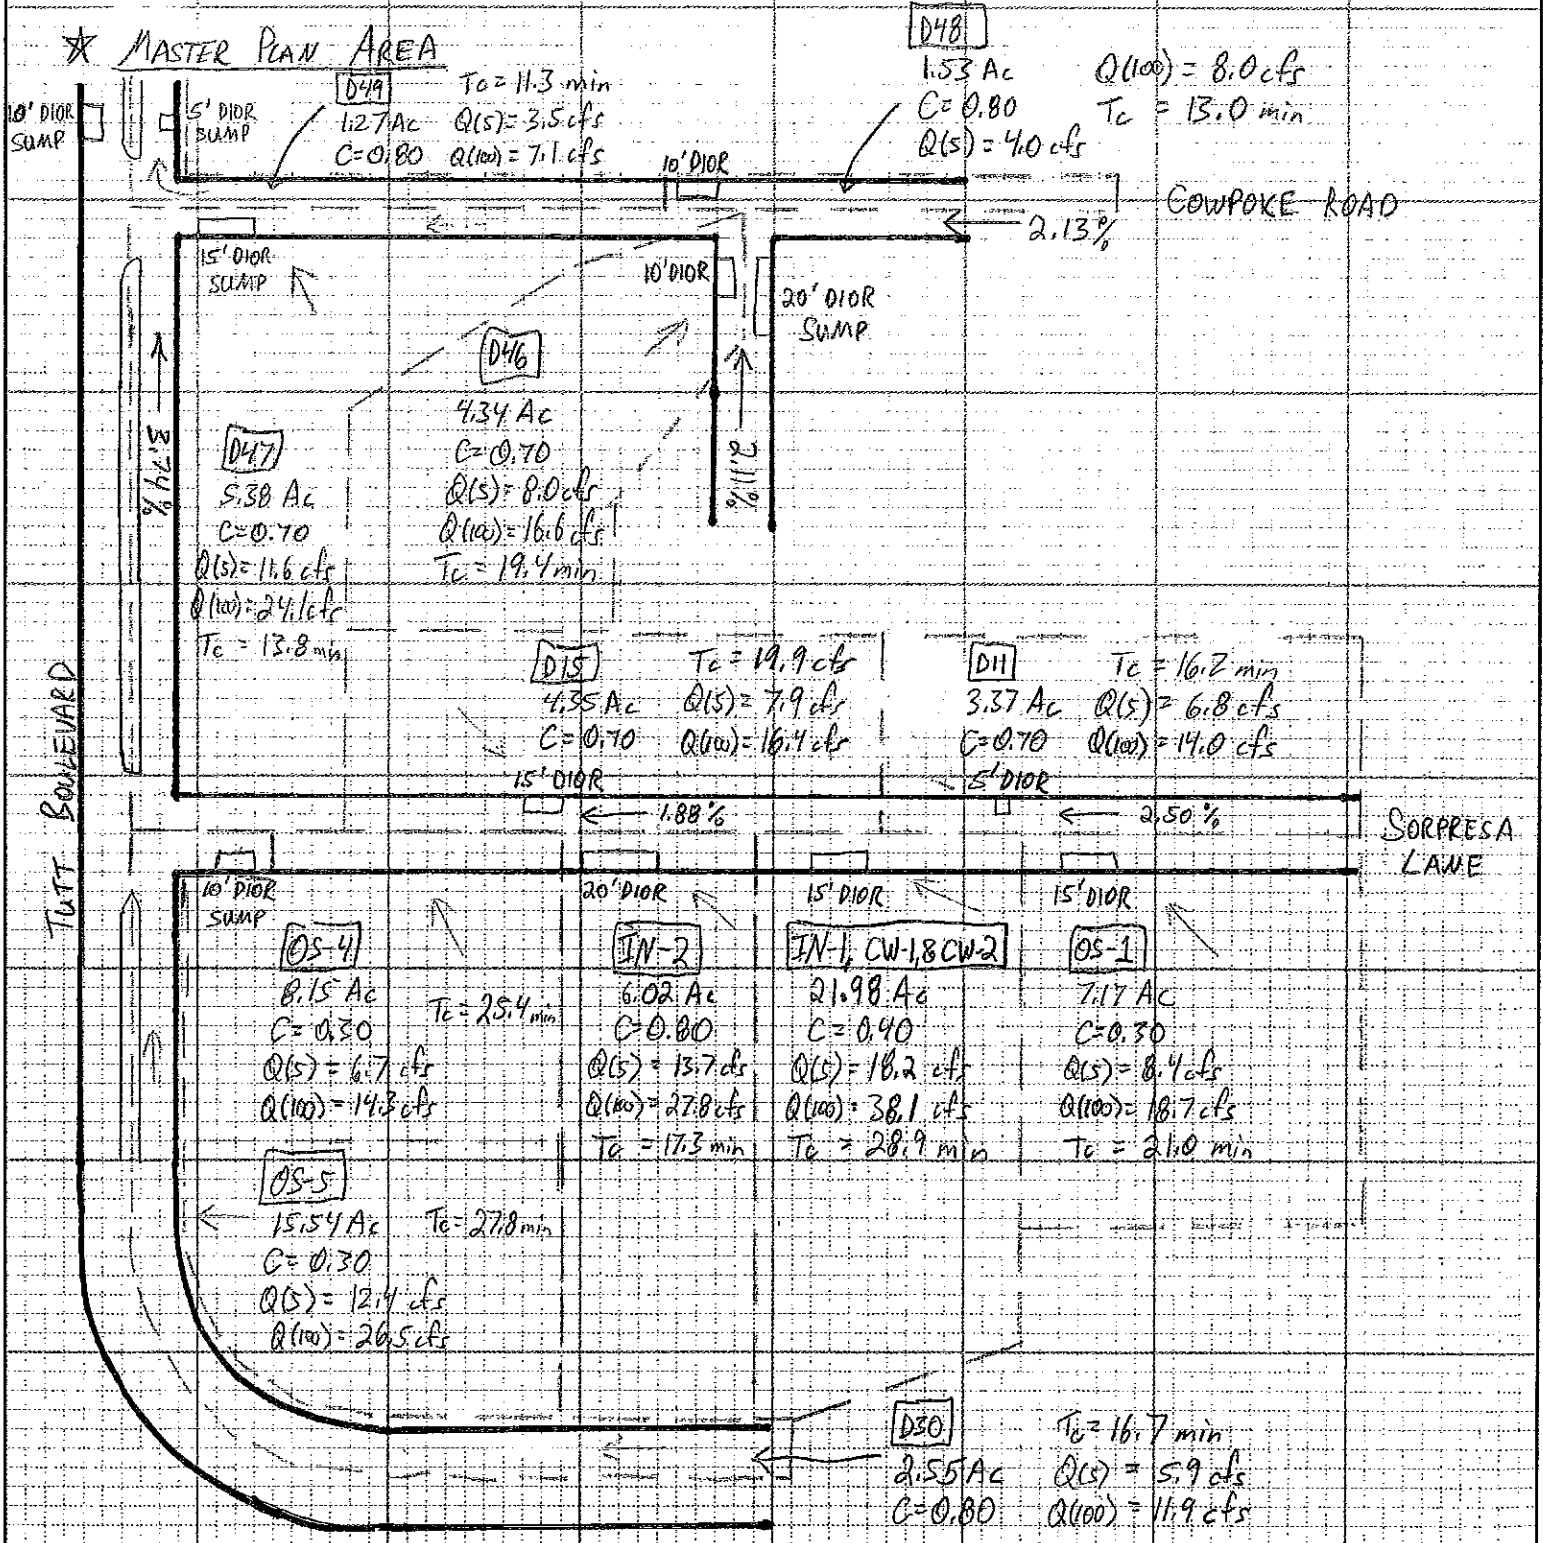 ☆ MASTER PLAN AREA
10' D10R
SUMP
5' D10R
SUMP
D49
1.27 Ac
C=0.80
Tc = 11.3 min
Q(5)= 3.5 cfs
Q(100)= 7.1 cfs
D48
1.53 Ac
C=0.80
Q(5)= 4.0 cfs
Q(100) = 8.0 cfs
Tc = 13.0 min
10' D10R
COWPOKE ROAD
2.13%
15' D10R
SUMP
10' D10R
20' D10R
SUMP
3.74%
2.11%
D46
4.34 Ac
C=0.70
Q(5)= 8.0 cfs
Q(100)= 16.6 cfs
Tc = 19.4 min
D47
5.38 Ac
C=0.70
Q(5)= 11.6 cfs
Q(100)= 24.1 cfs
Tc = 13.8 min
TUTT BOULEVARD
D15
4.35 Ac
C=0.70
Tc = 19.9 cfs
Q(5)= 7.9 cfs
Q(100)= 16.4 cfs
D11
3.37 Ac
C=0.70
Tc = 16.2 min
Q(5)= 6.8 cfs
Q(100)= 14.0 cfs
15' D10R
1.88%
5' D10R
2.50%
SORPRESA
LANE
10' D10R
SUMP
20' D10R
15' D10R
15' D10R
OS-4
8.15 Ac
C= 0.30
Q(5)= 6.7 cfs
Q(100)= 14.3 cfs
Tc = 25.4 min
IN-2
6.02 Ac
C=0.80
Q(5)= 13.7 cfs
Q(100)= 27.8 cfs
Tc = 17.3 min
IN-1, CW-1, & CW-2
21.98 Ac
C= 0.40
Q(5)= 18.2 cfs
Q(100)= 38.1 cfs
Tc = 28.9 min
OS-1
7.17 Ac
C=0.30
Q(5)= 8.4 cfs
Q(100)= 18.7 cfs
Tc = 21.0 min
OS-5
15.54 Ac
C= 0.30
Q(5)= 12.4 cfs
Q(100)= 26.5 cfs
Tc = 27.8 min
D30
2.55 Ac
C=0.80
Tc = 16.7 min
Q(5) = 5.9 cfs
Q(100) = 11.9 cfs